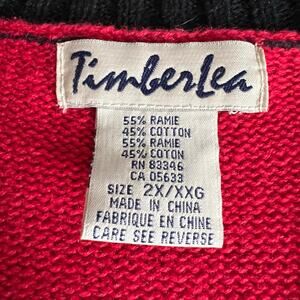 TimberLea
55% RAMIE
45% COTTON
55% RAMIE
45% COTON
RN 83346
CA 05633
SIZE 2X/XXG
MADE IN CHINA
FABRIQUE EN CHINE
CARE SEE REVERSE